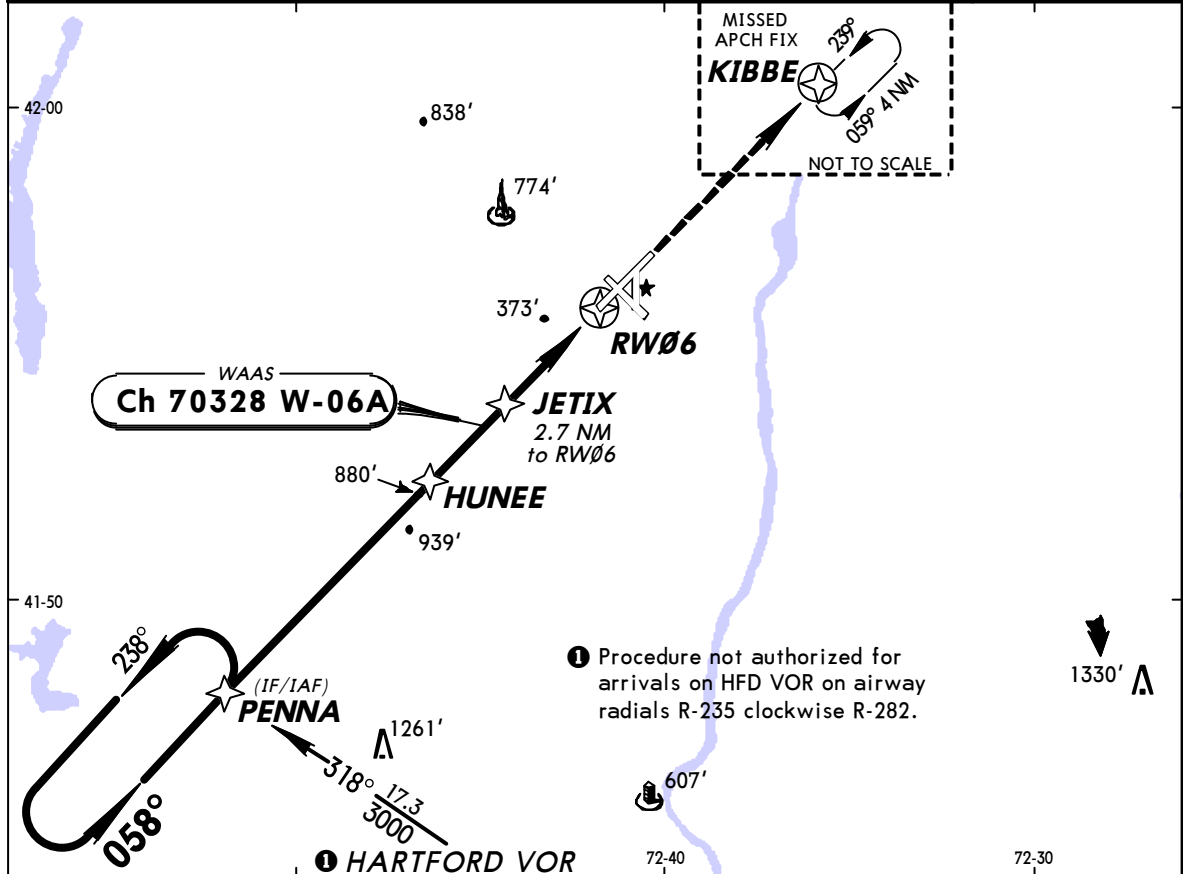 MISSED
APCH FIX
KIBBE
239°
059° 4 NM
NOT TO SCALE
42-00
838'
774'
373'
RWØ6
WAAS
Ch 70328 W-06A
JETIX
2.7 NM
to RWØ6
880'
HUNEE
939'
41-50
238°
(IF/IAF)
PENNA
058°
1261'
318°
17.3
3000
❶ HARTFORD VOR
❶ Procedure not authorized for
arrivals on HFD VOR on airway
radials R-235 clockwise R-282.
1330'
607'
72-40
72-30